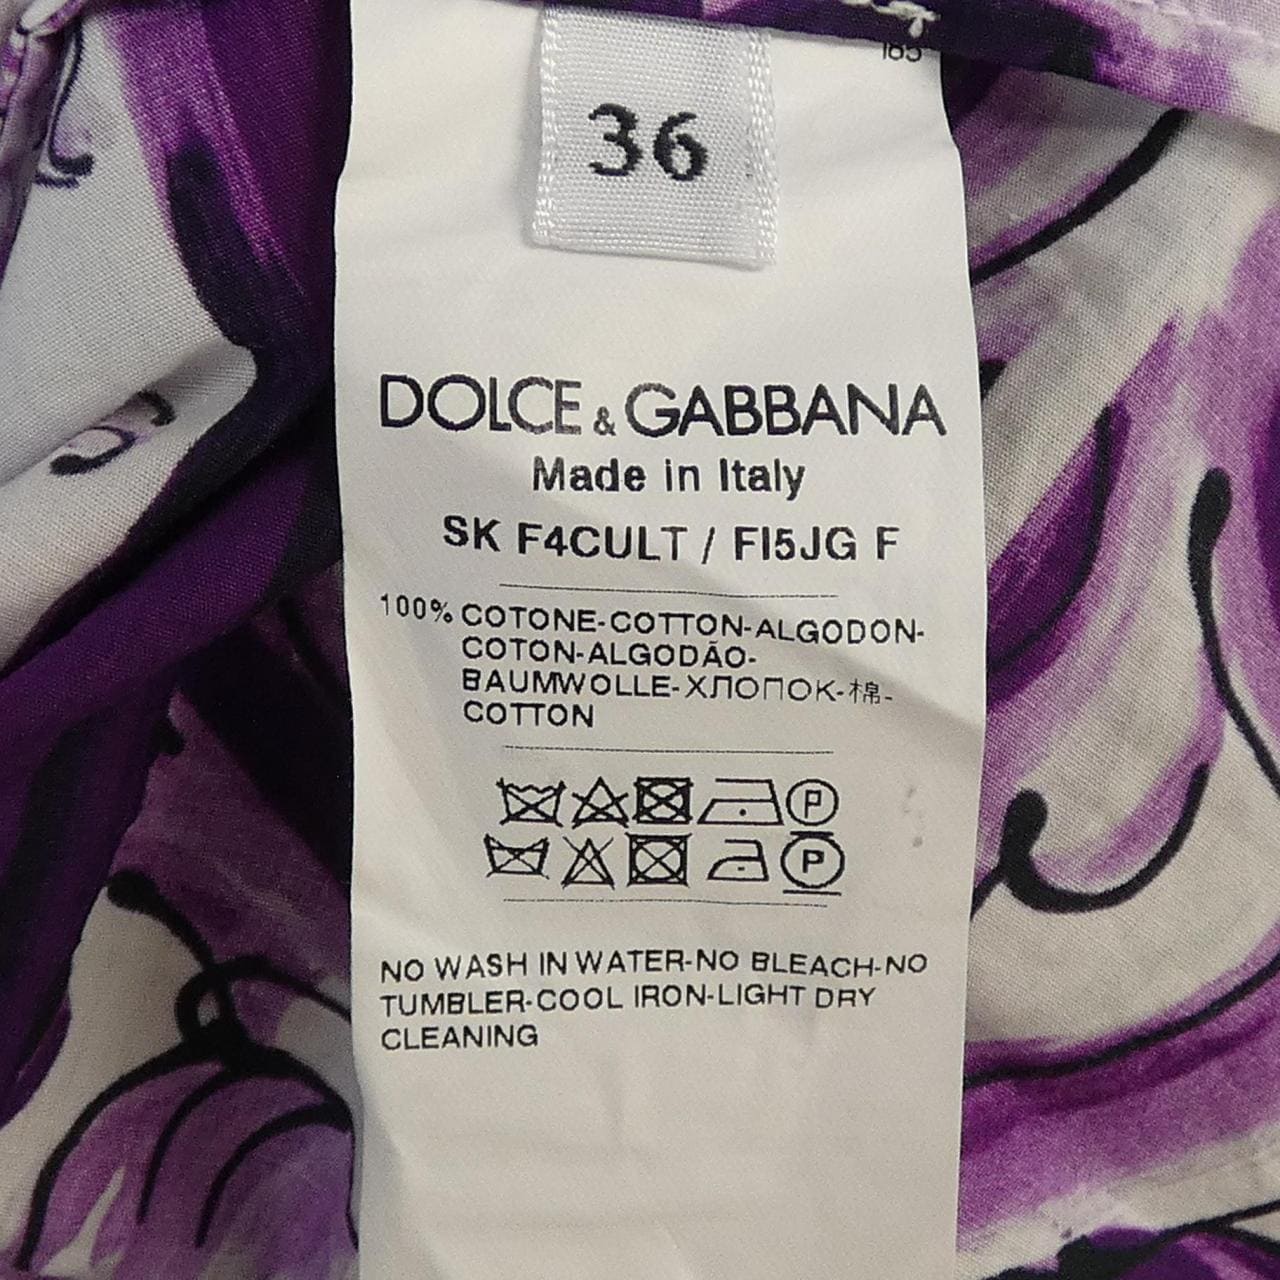 36
DOLCE & GABBANA
Made in Italy
SK F4CULT / FI5JG F
100% COTONE-COTTON-ALGODON-
COTON-ALGODÃO-
BAUMWOLLE-ХЛОПОК-棉-
COTTON
P
P
NO WASH IN WATER-NO BLEACH-NO
TUMBLER-COOL IRON-LIGHT DRY
CLEANING